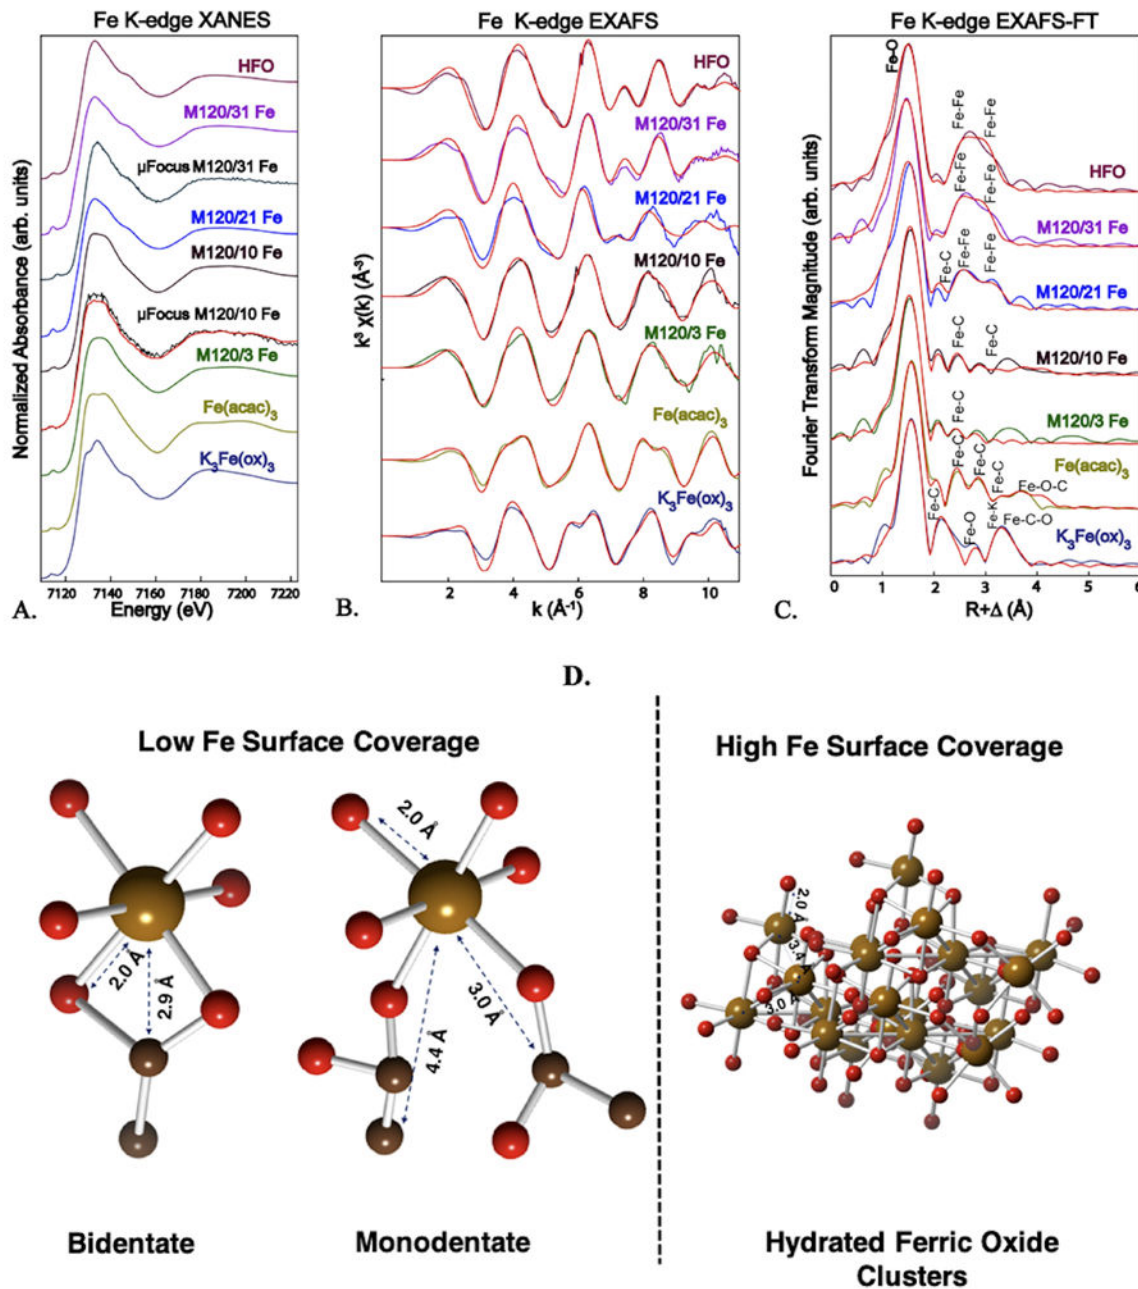 Fe K-edge XANES
Normalized Absorbance (arb. units)
HFO
M120/31 Fe
µFocus M120/31 Fe
M120/21 Fe
M120/10 Fe
µFocus M120/10 Fe
M120/3 Fe
Fe(acac)₃
K₃Fe(ox)₃
7120 7140 7160 7180 7200 7220
Energy (eV)
A.
Fe K-edge EXAFS
k³ χ(k) (Å⁻³)
HFO
M120/31 Fe
M120/21 Fe
M120/10 Fe
M120/3 Fe
Fe(acac)₃
K₃Fe(ox)₃
2 4 6 8 10
k (Å⁻¹)
B.
Fe K-edge EXAFS-FT
Fourier Transform Magnitude (arb. units)
Fe-O
Fe-Fe
Fe-Fe
HFO
Fe-Fe
Fe-Fe
M120/31 Fe
Fe-C
Fe-Fe
Fe-Fe
M120/21 Fe
Fe-C
Fe-C
M120/10 Fe
Fe-C
M120/3 Fe
Fe-C
Fe-C
Fe-C
Fe-O-C
Fe(acac)₃
Fe-C
Fe-O
Fe-K
Fe-C-O
K₃Fe(ox)₃
0 1 2 3 4 5 6
R+Δ (Å)
C.
D.
Low Fe Surface Coverage
High Fe Surface Coverage
2.0 Å
2.9 Å
2.0 Å
3.0 Å
4.4 Å
2.0 Å
3.4 Å
3.0 Å
Bidentate
Monodentate
Hydrated Ferric Oxide
Clusters